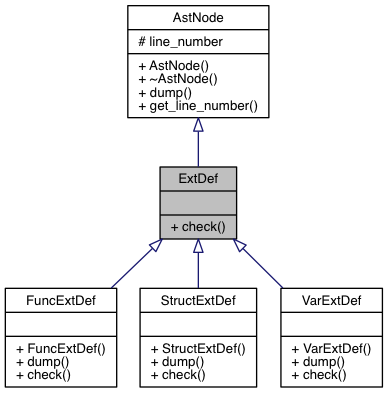 AstNode
# line_number
+ AstNode()
+ ~AstNode()
+ dump()
+ get_line_number()
ExtDef
+ check()
FuncExtDef
+ FuncExtDef()
+ dump()
+ check()
StructExtDef
+ StructExtDef()
+ dump()
+ check()
VarExtDef
+ VarExtDef()
+ dump()
+ check()